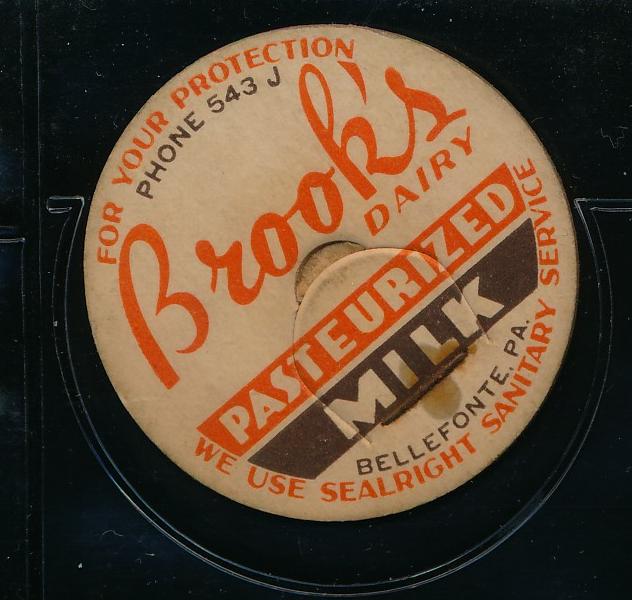 FOR YOUR PROTECTION
PHONE 543 J
Brook's
DAIRY
PASTEURIZED
MILK
BELLEFONTE, PA.
WE USE SEALRIGHT SANITARY SERVICE